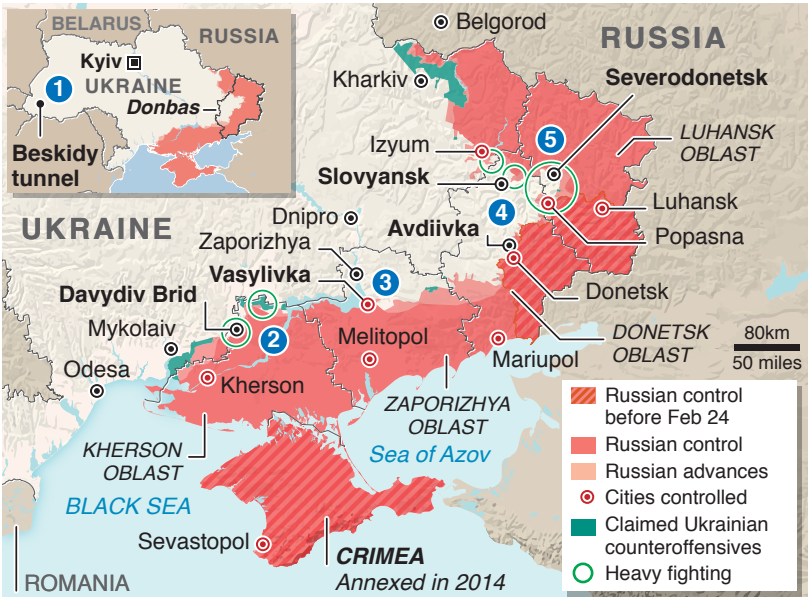 BELARUS
RUSSIA
Kyiv
UKRAINE
1
Donbas
Beskidy
tunnel
Belgorod
RUSSIA
Kharkiv
Severodonetsk
Izyum
5
LUHANSK
OBLAST
Slovyansk
UKRAINE
Dnipro
4
Luhansk
Zaporizhya
Avdiivka
Popasna
Vasylivka
3
Davydiv Brid
Donetsk
Mykolaiv
2
Melitopol
DONETSK
OBLAST
80km
50 miles
Odesa
Mariupol
Kherson
ZAPORIZHYA
OBLAST
KHERSON
OBLAST
Sea of Azov
BLACK SEA
Sevastopol
CRIMEA
Annexed in 2014
ROMANIA
Russian control
before Feb 24
Russian control
Russian advances
Cities controlled
Claimed Ukrainian
counteroffensives
Heavy fighting